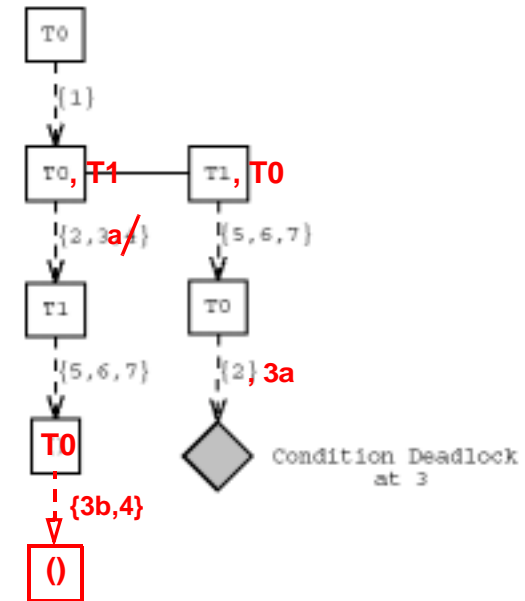 T0
{1}
T0, T1
T1, T0
{2,3a/4}
{5,6,7}
T1
T0
{5,6,7}
{2}, 3a
T0
Condition Deadlock
at 3
{3b,4}
()